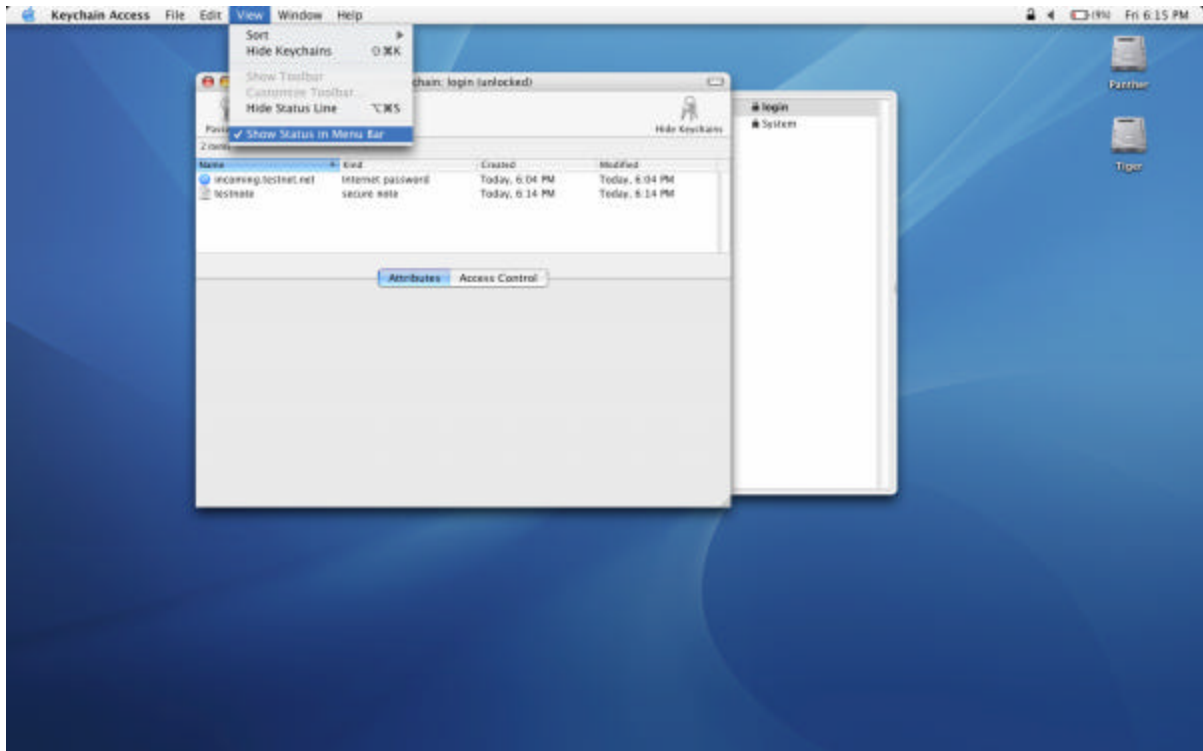 Keychain Access File Edit View Window Help
(9%) Fri 6:15 PM
Sort
Hide Keychains ⇧⌘K
Show Toolbar
Customize Toolbar...
Hide Status Line ⌥⌘S
✓ Show Status in Menu Bar
chain: login (unlocked)
Hide Keychains
2 items
Name Kind Created Modified
incoming.testnet.net Internet password Today, 6:04 PM Today, 6:04 PM
testnote secure note Today, 6:14 PM Today, 6:14 PM
Attributes Access Control
login
System
Panther
Tiger